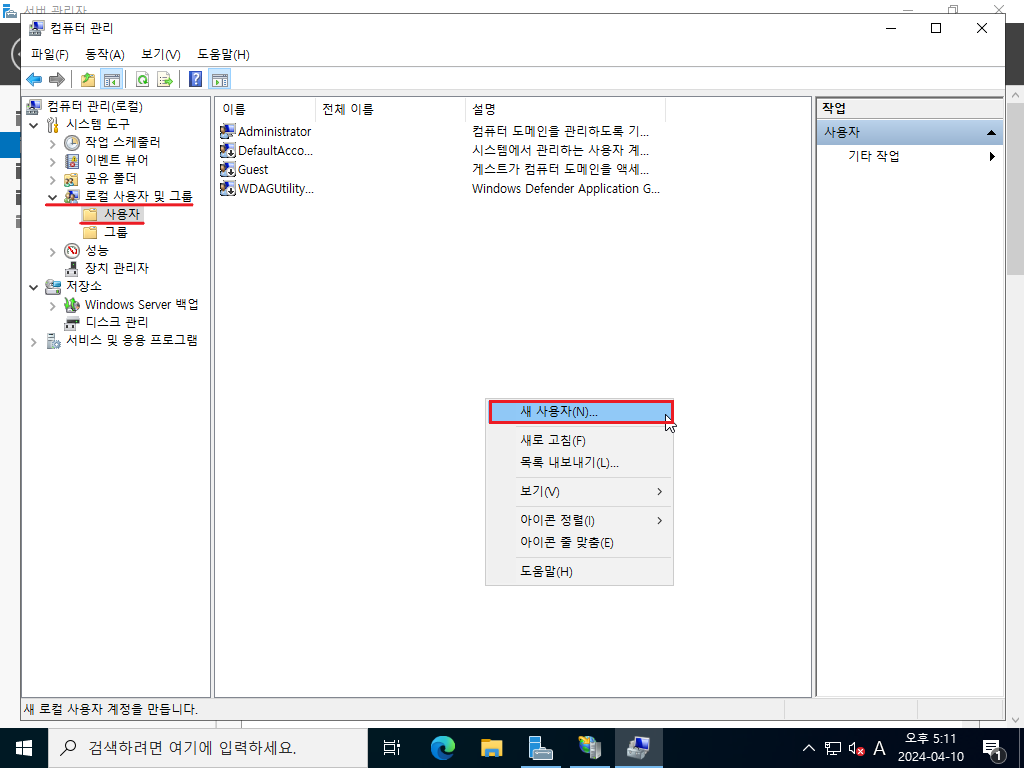 서버 관리자
컴퓨터 관리
파일(F) 동작(A) 보기(V) 도움말(H)
컴퓨터 관리(로컬)
시스템 도구
작업 스케줄러
이벤트 뷰어
공유 폴더
로컬 사용자 및 그룹
사용자
그룹
성능
장치 관리자
저장소
Windows Server 백업
디스크 관리
서비스 및 응용 프로그램
이름 전체 이름 설명
Administrator 컴퓨터 도메인을 관리하도록 기...
DefaultAcco... 시스템에서 관리하는 사용자 계...
Guest 게스트가 컴퓨터 도메인을 액세...
WDAGUtility... Windows Defender Application G...
작업
사용자
기타 작업
새 사용자(N)...
새로 고침(F)
목록 내보내기(L)...
보기(V)
아이콘 정렬(I)
아이콘 줄 맞춤(E)
도움말(H)
새 로컬 사용자 계정을 만듭니다.
검색하려면 여기에 입력하세요.
A
오후 5:11
2024-04-10
1